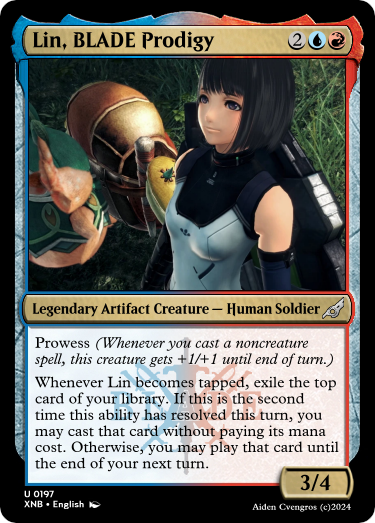 Lin, BLADE Prodigy 2
Legendary Artifact Creature — Human Soldier
Prowess (Whenever you cast a noncreature
spell, this creature gets +1/+1 until end of turn.)
Whenever Lin becomes tapped, exile the top
card of your library. If this is the second
time this ability has resolved this turn, you
may cast that card without paying its mana
cost. Otherwise, you may play that card until
the end of your next turn.
3/4
U 0197
XNB • English
Aiden Cvengros (c)2024